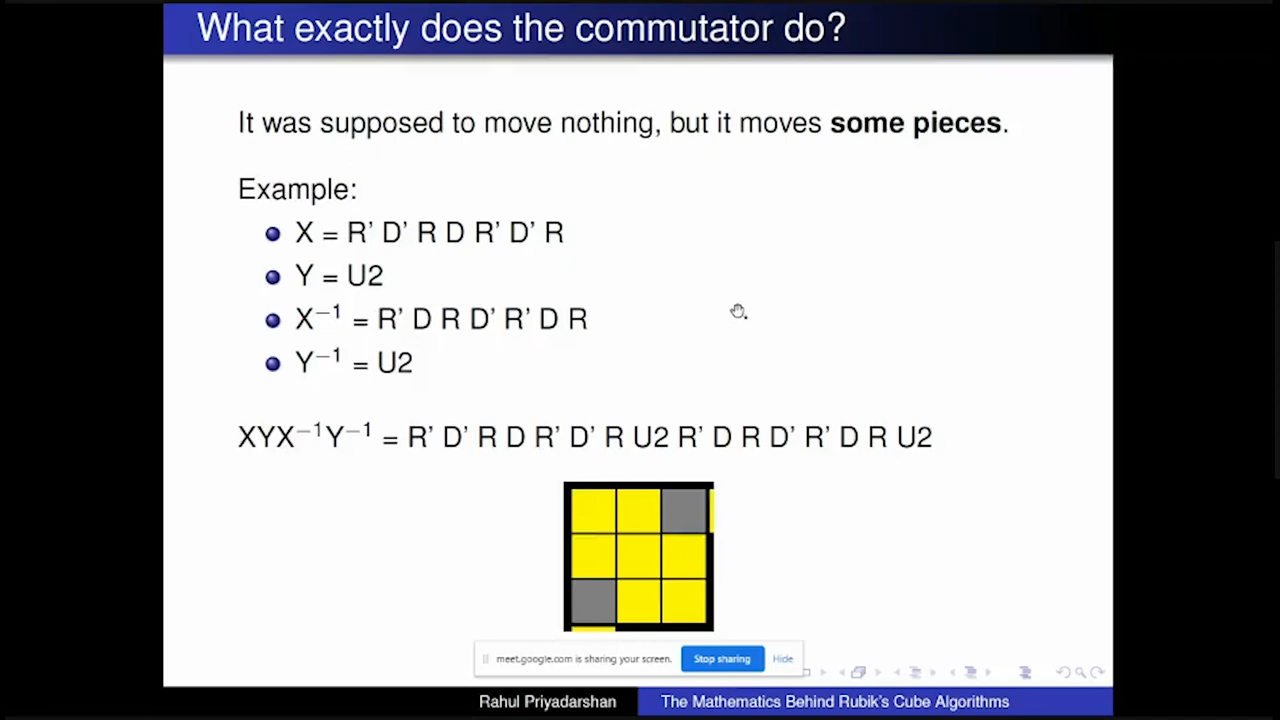 What exactly does the commutator do?
It was supposed to move nothing, but it moves some pieces.
Example:
X = R’ D’ R D R’ D’ R
Y = U2
X⁻¹ = R’ D R D’ R’ D R
Y⁻¹ = U2
XYX⁻¹Y⁻¹ = R’ D’ R D R’ D’ R U2 R’ D R D’ R’ D R U2
meet.google.com is sharing your screen. Stop sharing Hide
Rahul Priyadarshan The Mathematics Behind Rubik’s Cube Algorithms